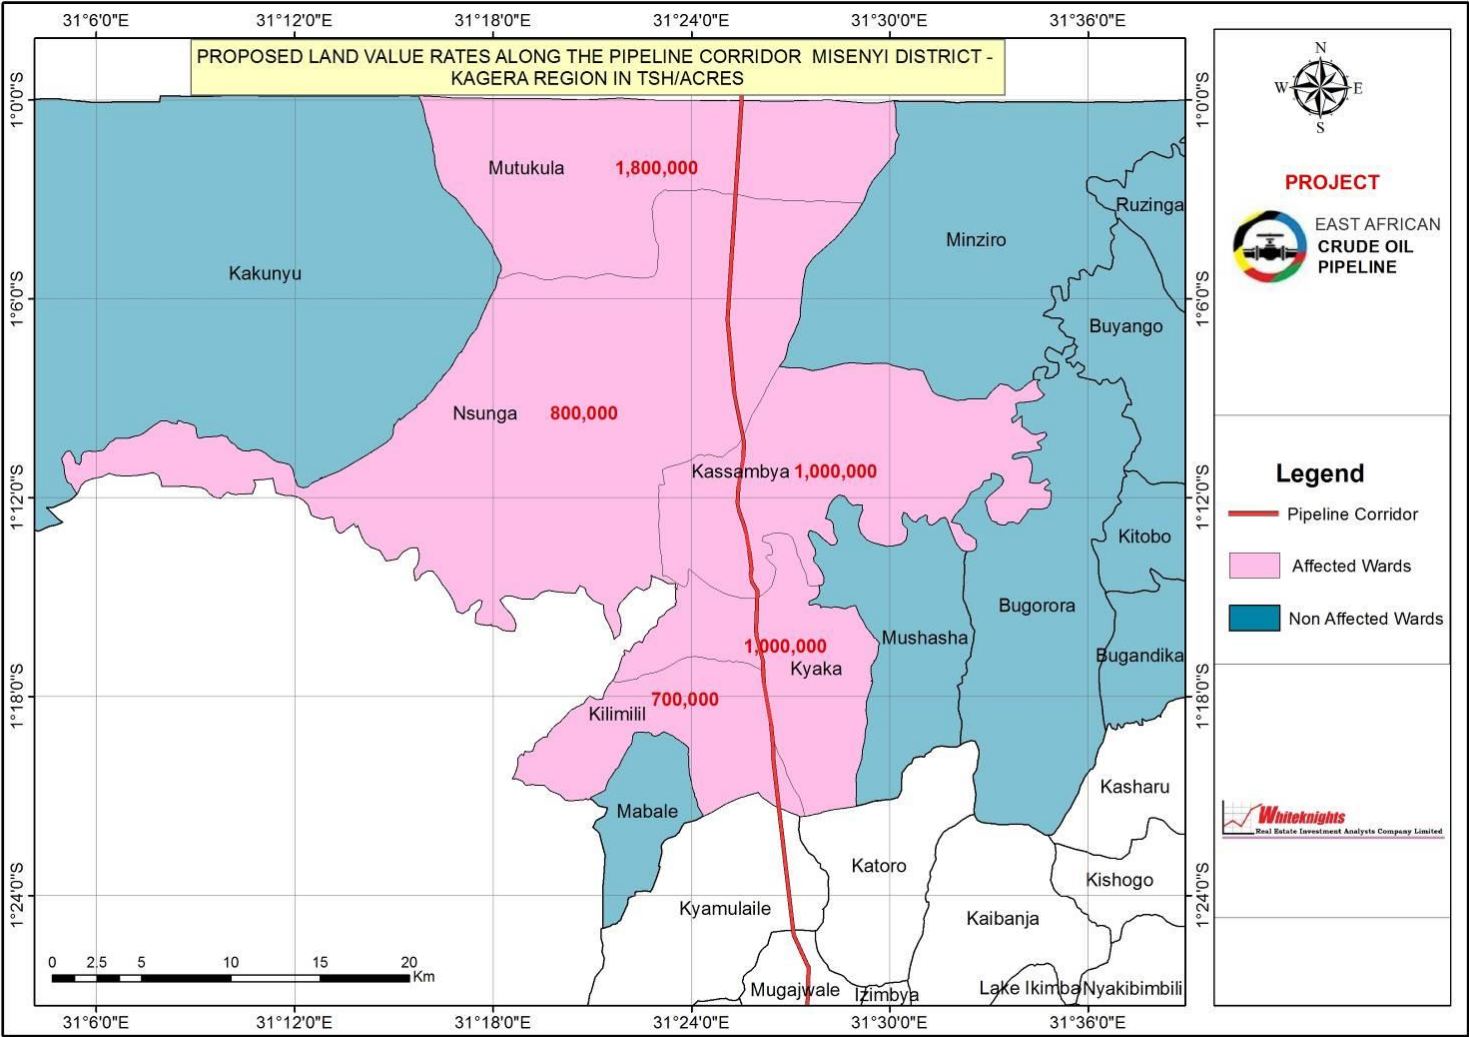 31°6'0"E 31°12'0"E 31°18'0"E 31°24'0"E 31°30'0"E 31°36'0"E
PROPOSED LAND VALUE RATES ALONG THE PIPELINE CORRIDOR MISENYI DISTRICT -
KAGERA REGION IN TSH/ACRES
1°0'0"S
1°0'0"S
Mutukula
1,800,000
Ruzinga
Minziro
Kakunyu
1°6'0"S
1°6'0"S
Buyango
Nsunga
800,000
Kassambya
1,000,000
1°12'0"S
1°12'0"S
Kitobo
Bugorora
Mushasha
1,000,000
Bugandika
Kyaka
1°18'0"S
1°18'0"S
700,000
Kilimilil
Kasharu
Mabale
Katoro
Kishogo
1°24'0"S
1°24'0"S
Kyamulaile
Kaibanja
Mugajwale
Izimbya
Lake Ikimba
Nyakibimbili
0 2.5 5 10 15 20
Km
31°6'0"E 31°12'0"E 31°18'0"E 31°24'0"E 31°30'0"E 31°36'0"E
N
W E
S
PROJECT
EAST AFRICAN
CRUDE OIL
PIPELINE
Legend
Pipeline Corridor
Affected Wards
Non Affected Wards
Whiteknights
Real Estate Investment Analysts Company Limited